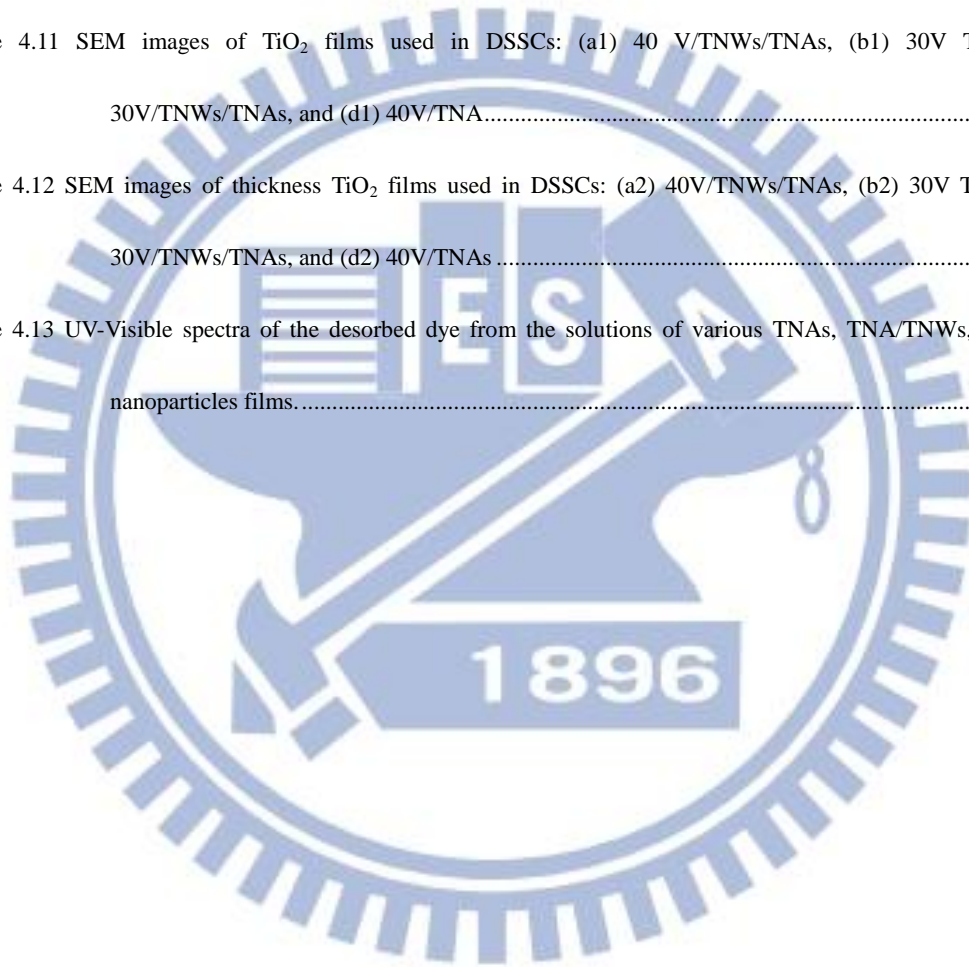 e 4.11 SEM images of TiO₂ films used in DSSCs: (a1) 40 V/TNWs/TNAs, (b1) 30V T
30V/TNWs/TNAs, and (d1) 40V/TNA................................................................................
e 4.12 SEM images of thickness TiO₂ films used in DSSCs: (a2) 40V/TNWs/TNAs, (b2) 30V T
30V/TNWs/TNAs, and (d2) 40V/TNAs ..............................................................................
e 4.13 UV-Visible spectra of the desorbed dye from the solutions of various TNAs, TNA/TNWs,
nanoparticles films. ..............................................................................................................
E S A
1896